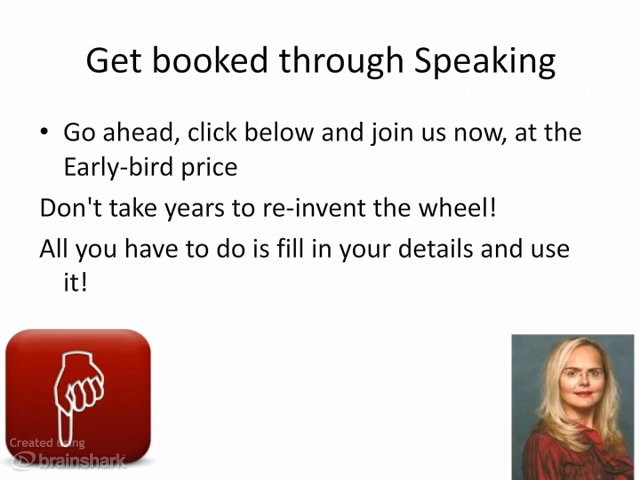 Get booked through Speaking
• Go ahead, click below and join us now, at the
Early-bird price
Don't take years to re-invent the wheel!
All you have to do is fill in your details and use
it!
Created using
brainshark